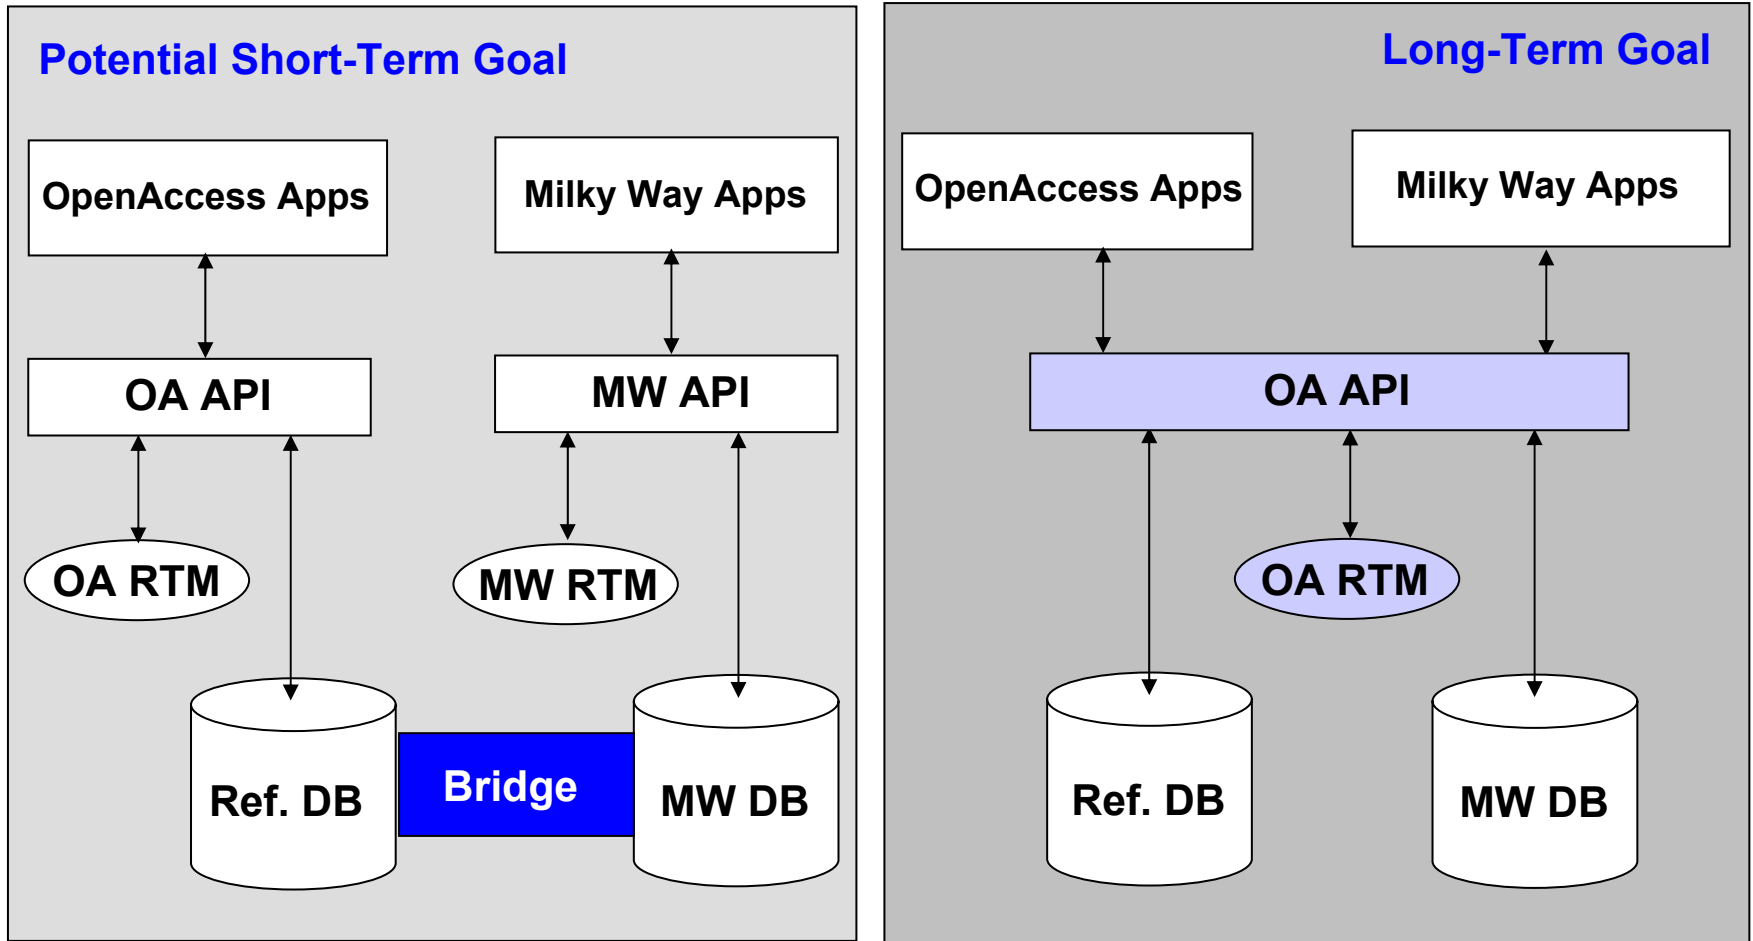 Potential Short-Term Goal
OpenAccess Apps
Milky Way Apps
OA API
MW API
OA RTM
MW RTM
Ref. DB
Bridge
MW DB
Long-Term Goal
OpenAccess Apps
Milky Way Apps
OA API
OA RTM
Ref. DB
MW DB